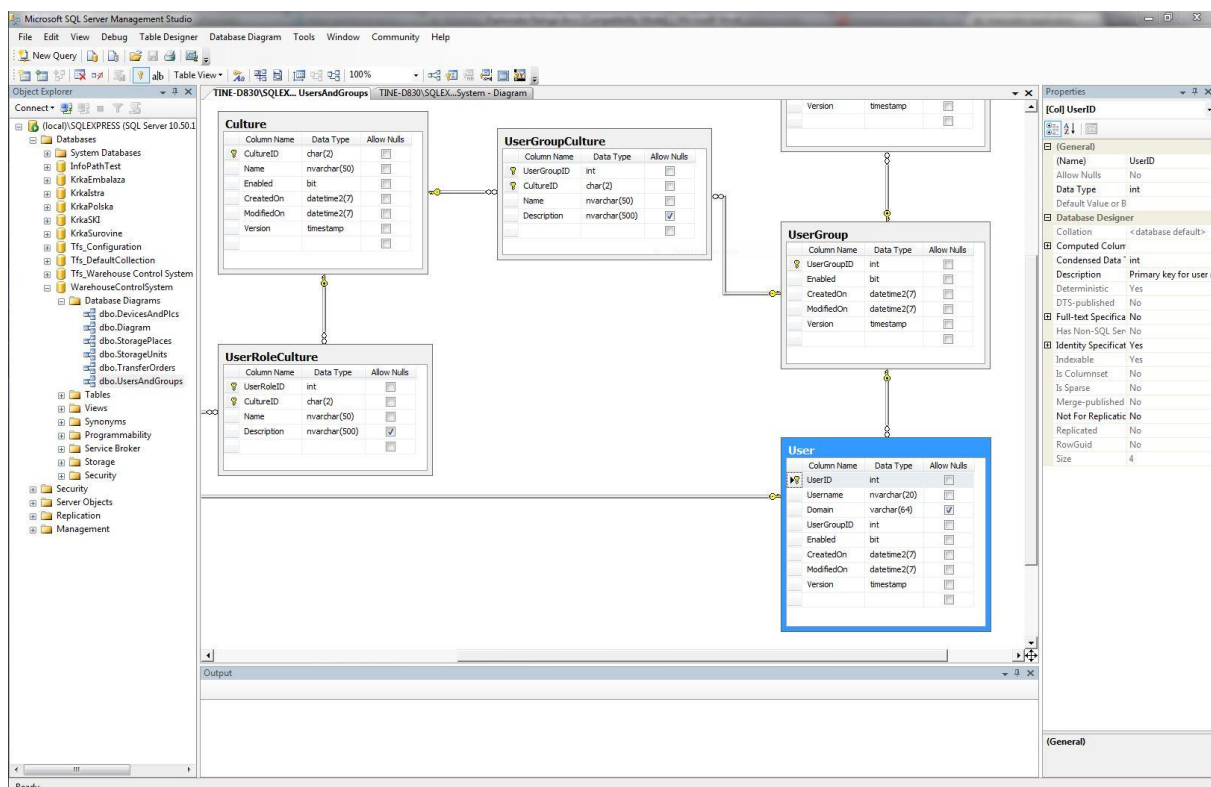 Microsoft SQL Server Management Studio
File Edit View Debug Table Designer Database Diagram Tools Window Community Help
New Query
Table View 100%
Object Explorer
Connect
(local)\SQLEXPRESS (SQL Server 10.50.1
Databases
System Databases
InfoPathTest
KrkaEmbalaza
KrkaIstra
KrkaPolska
KrkaSKI
KrkaSurovine
Tfs_Configuration
Tfs_DefaultCollection
Tfs_Warehouse Control System
WarehouseControlSystem
Database Diagrams
dbo.DevicesAndPlcs
dbo.Diagram
dbo.StoragePlaces
dbo.StorageUnits
dbo.TransferOrders
dbo.UsersAndGroups
Tables
Views
Synonyms
Programmability
Service Broker
Storage
Security
Security
Server Objects
Replication
Management
TINE-D830\SQLEX... UsersAndGroups TINE-D830\SQLEX...System - Diagram
Culture
Column Name Data Type Allow Nulls
CultureID char(2)
Name nvarchar(50)
Enabled bit
CreatedOn datetime2(7)
ModifiedOn datetime2(7)
Version timestamp
UserGroupCulture
Column Name Data Type Allow Nulls
UserGroupID int
CultureID char(2)
Name nvarchar(50)
Description nvarchar(500)
Version timestamp
UserGroup
Column Name Data Type Allow Nulls
UserGroupID int
Enabled bit
CreatedOn datetime2(7)
ModifiedOn datetime2(7)
Version timestamp
UserRoleCulture
Column Name Data Type Allow Nulls
UserRoleID int
CultureID char(2)
Name nvarchar(50)
Description nvarchar(500)
User
Column Name Data Type Allow Nulls
UserID int
Username nvarchar(20)
Domain varchar(64)
UserGroupID int
Enabled bit
CreatedOn datetime2(7)
ModifiedOn datetime2(7)
Version timestamp
Output
Properties
[Col] UserID
(General)
(Name) UserID
Allow Nulls No
Data Type int
Default Value or B
Database Designer
Collation <database default>
Computed Colum
Condensed Data int
Description Primary key for user
Deterministic Yes
DTS-published No
Full-text Specifica No
Has Non-SQL Ser No
Identity Specificat Yes
Indexable Yes
Is Columnset No
Is Sparse No
Merge-published No
Not For Replicatic No
Replicated No
RowGuid No
Size 4
(General)